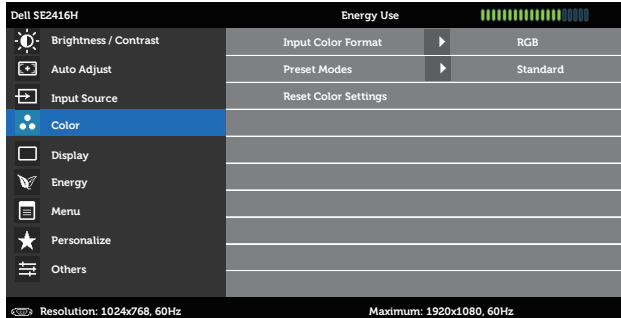 Dell SE2416H Energy Use
Brightness / Contrast Input Color Format RGB
Auto Adjust Preset Modes Standard
Input Source Reset Color Settings
Color
Display
Energy
Menu
Personalize
Others
Resolution: 1024x768, 60Hz Maximum: 1920x1080, 60Hz